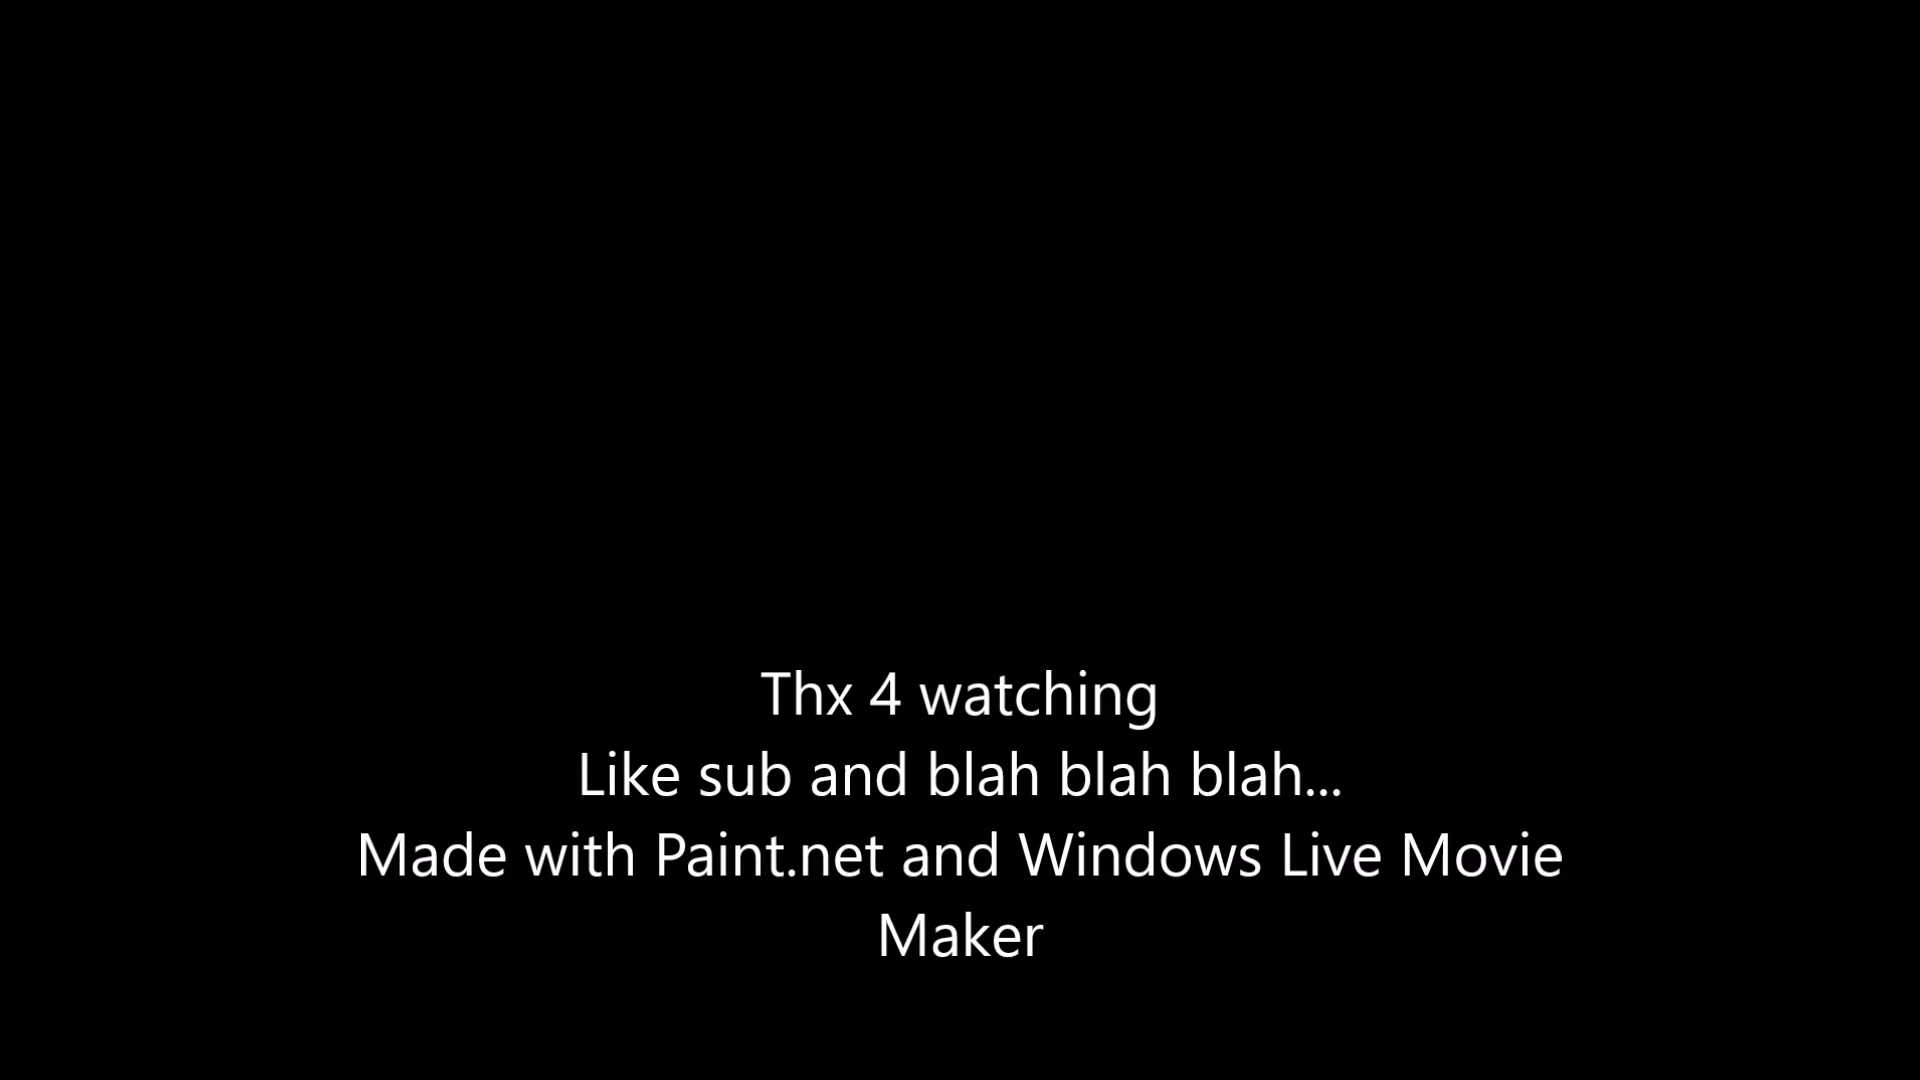 Thx 4 watching
Like sub and blah blah blah...
Made with Paint.net and Windows Live Movie
Maker